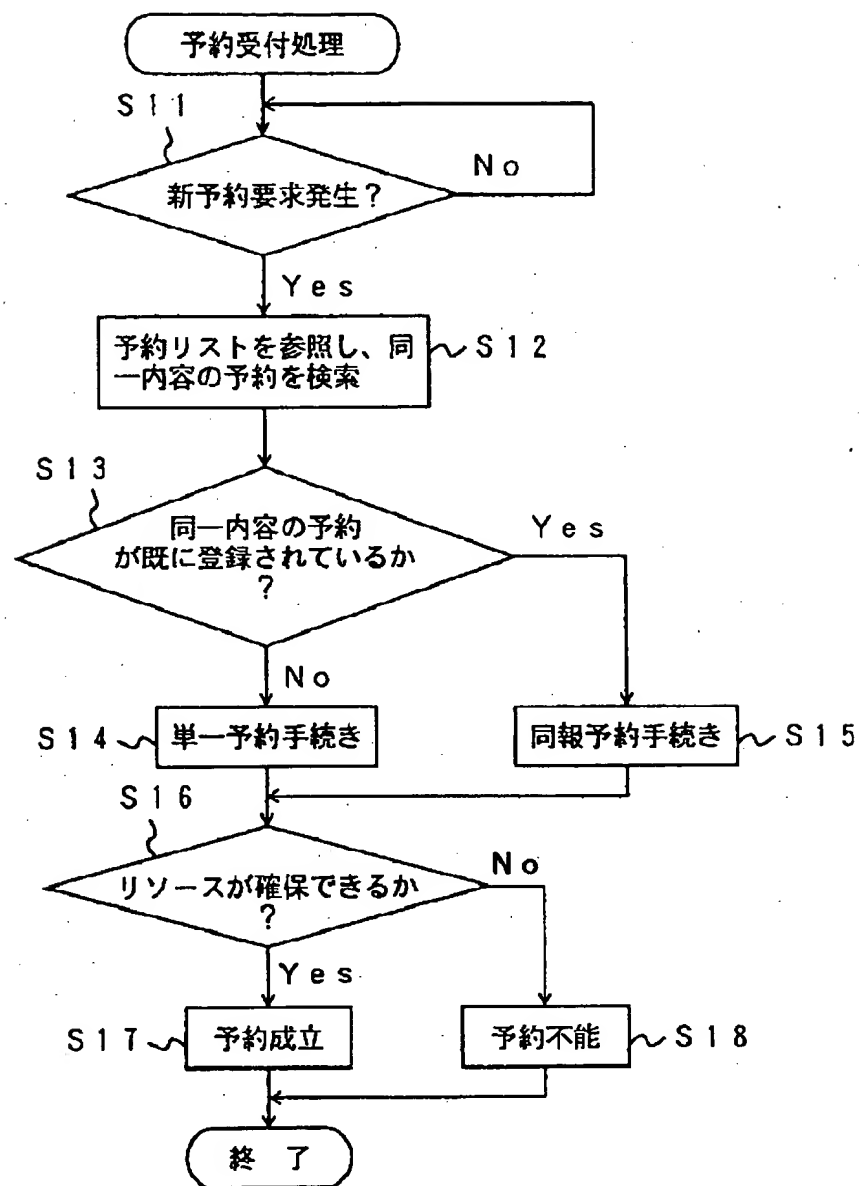 予約受付処理
S11
新予約要求発生?
No
Yes
予約リストを参照し、同
一内容の予約を検索
S12
S13
同一内容の予約
が既に登録されているか
?
Yes
No
S14
単一予約手続き
同報予約手続き
S15
S16
リソースが確保できるか
?
No
Yes
S17
予約成立
予約不能
S18
終 了